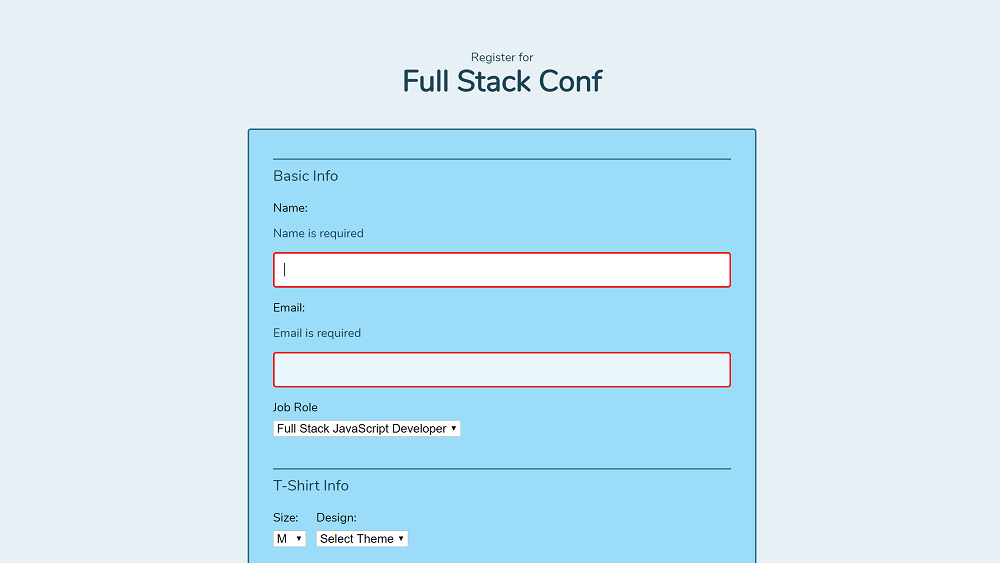 Register for
Full Stack Conf
Basic Info
Name:
Name is required
Email:
Email is required
Job Role
Full Stack JavaScript Developer
T-Shirt Info
Size: Design:
M Select Theme